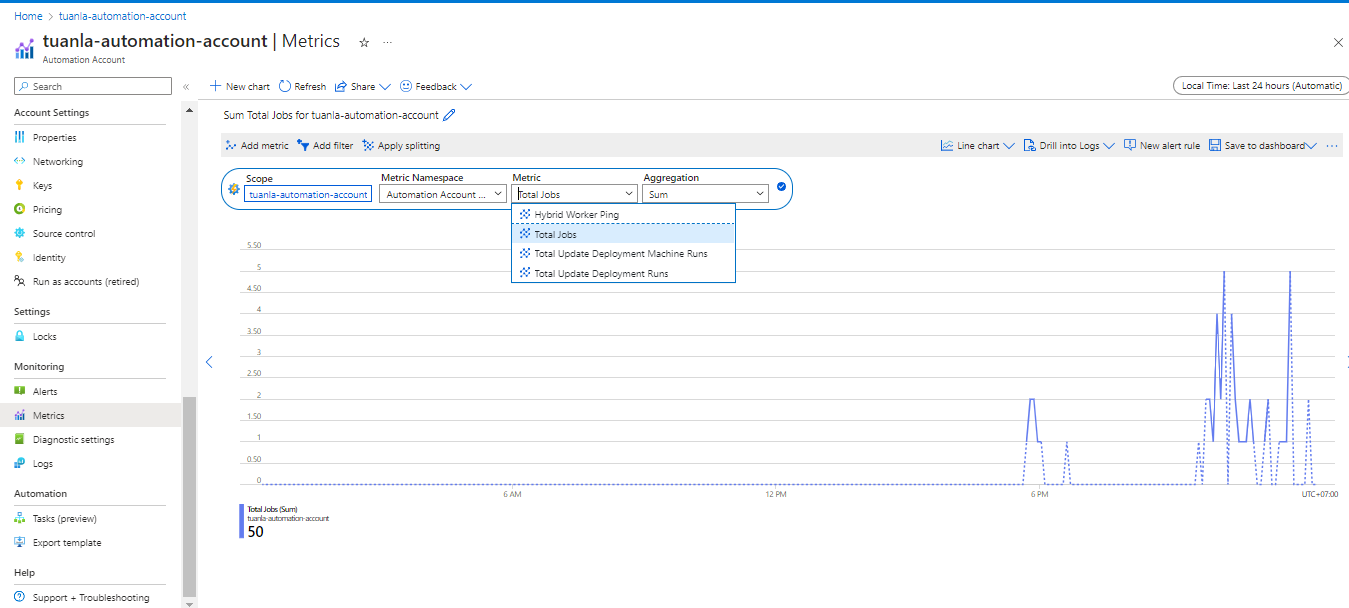 Home > tuanla-automation-account
tuanla-automation-account | Metrics ☆ ...
Automation Account
Search
«
New chart Refresh Share Feedback
Local Time: Last 24 hours (Automatic)
Account Settings
Properties
Networking
Keys
Pricing
Source control
Identity
Run as accounts (retired)
Settings
Locks
Monitoring
Alerts
Metrics
Diagnostic settings
Logs
Automation
Tasks (preview)
Export template
Help
Support + Troubleshooting
Sum Total Jobs for tuanla-automation-account
Add metric Add filter Apply splitting
Line chart Drill into Logs New alert rule Save to dashboard ...
Scope Metric Namespace Metric Aggregation
tuanla-automation-account Automation Account ... Total Jobs Sum
Hybrid Worker Ping
Total Jobs
Total Update Deployment Machine Runs
Total Update Deployment Runs
5.50
5
4.50
4
3.50
3
2.50
2
1.50
1
0.50
0
6 AM 12 PM 6 PM UTC+07:00
Total Jobs (Sum)
tuanla-automation-account
50